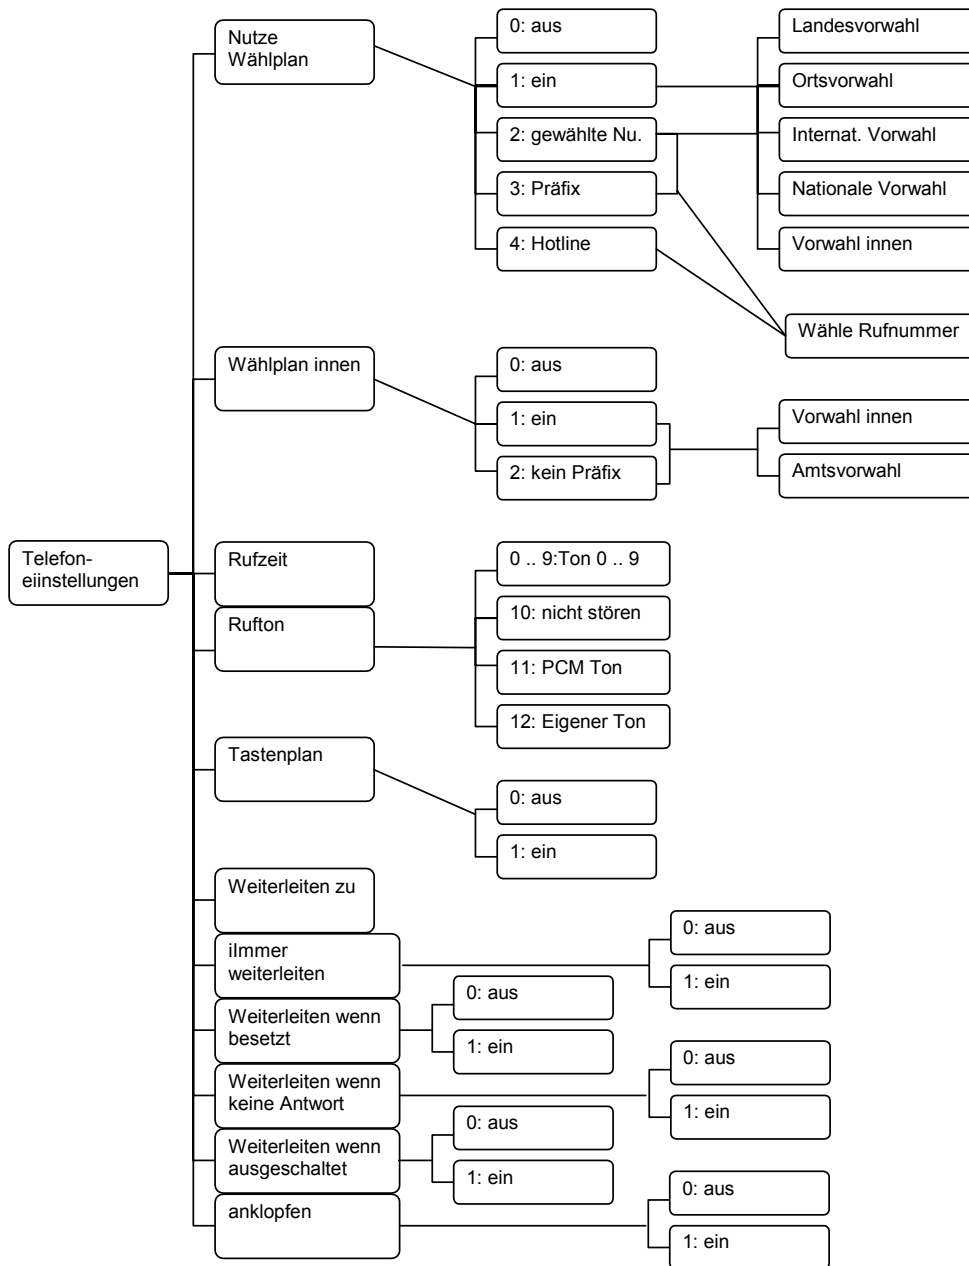 Nutze
Wählplan
0: aus
1: ein
2: gewählte Nu.
3: Präfix
4: Hotline
Landesvorwahl
Ortsvorwahl
Internat. Vorwahl
Nationale Vorwahl
Vorwahl innen
Wähle Rufnummer
Wählplan innen
0: aus
1: ein
2: kein Präfix
Vorwahl innen
Amtsvorwahl
Telefon-
eiinstellungen
Rufzeit
Rufton
0 .. 9:Ton 0 .. 9
10: nicht stören
11: PCM Ton
12: Eigener Ton
Tastenplan
0: aus
1: ein
Weiterleiten zu
iImmer
weiterleiten
0: aus
1: ein
Weiterleiten wenn
besetzt
0: aus
1: ein
Weiterleiten wenn
keine Antwort
0: aus
1: ein
Weiterleiten wenn
ausgeschaltet
0: aus
1: ein
anklopfen
0: aus
1: ein